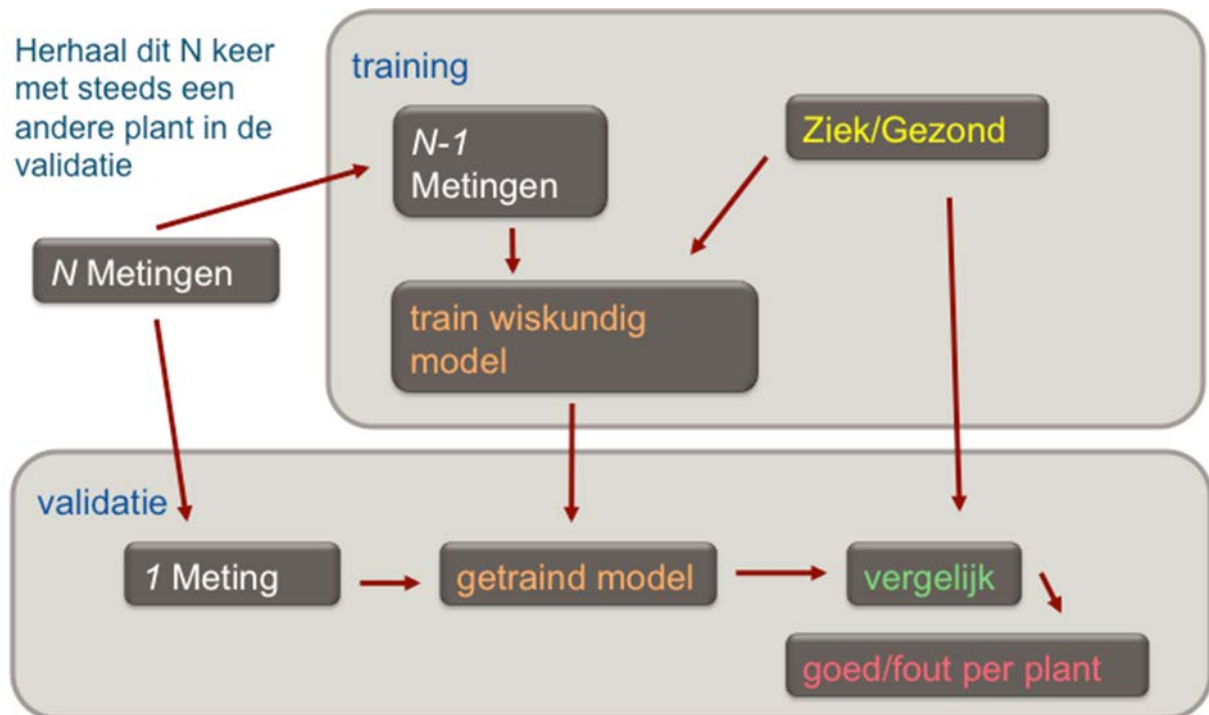 Herhaal dit N keer
met steeds een
andere plant in de
validatie
training
N-1
Metingen
Ziek/Gezond
N Metingen
train wiskundig
model
validatie
1 Meting
getraind model
vergelijk
goed/fout per plant